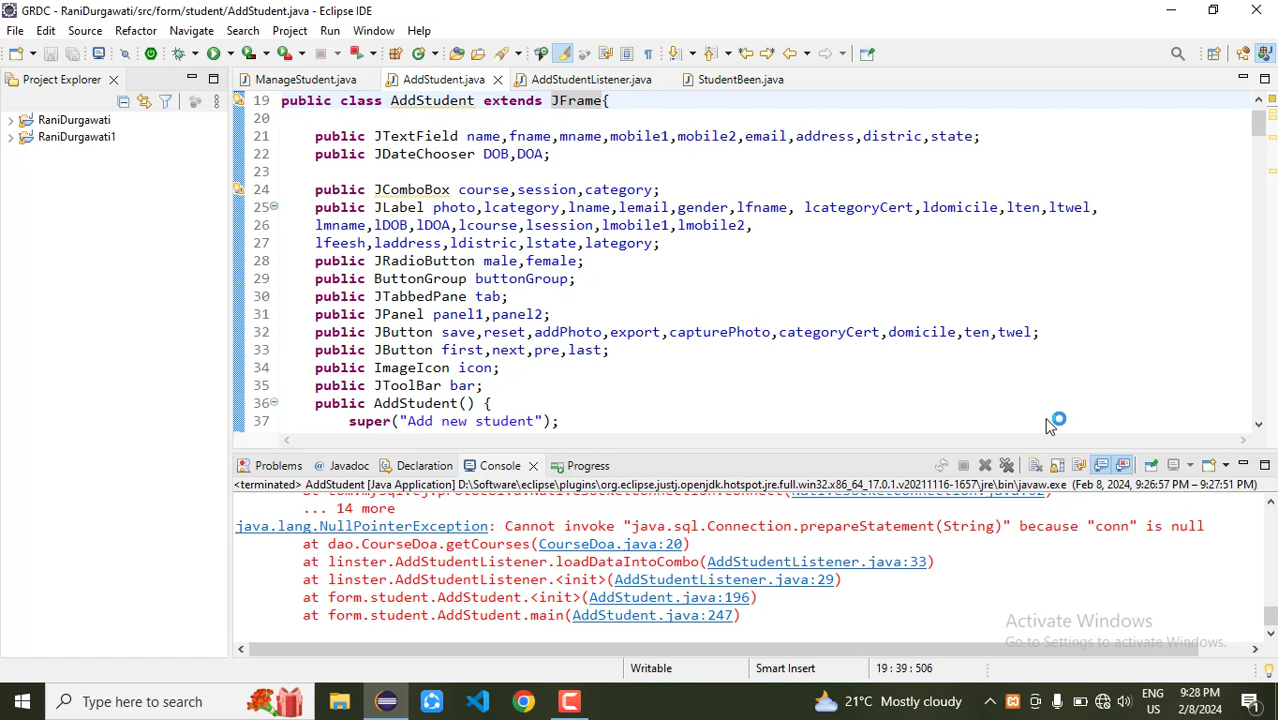 GRDC - RaniDurgawati/src/form/student/AddStudent.java - Eclipse IDE
File Edit Source Refactor Navigate Search Project Run Window Help
Project Explorer
RaniDurgawati
RaniDurgawati1
ManageStudent.java AddStudent.java AddStudentListener.java StudentBeen.java
19 public class AddStudent extends JFrame{
20
21 public JTextField name,fname,mname,mobile1,mobile2,email,address,distric,state;
22 public JDateChooser DOB,DOA;
23
24 public JComboBox course,session,category;
25 public JLabel photo,lcategory,lname,lemail,gender,lfname, lcategoryCert,ldomicile,lten,ltwel,
26 lmname,lDOB,lDOA,lcourse,lsession,lmobile1,lmobile2,
27 lfeesh,laddress,ldistric,lstate,lategory;
28 public JRadioButton male,female;
29 public ButtonGroup buttonGroup;
30 public JTabbedPane tab;
31 public JPanel panel1,panel2;
32 public JButton save,reset,addPhoto,export,capturePhoto,categoryCert,domicile,ten,twel;
33 public JButton first,next,pre,last;
34 public ImageIcon icon;
35 public JToolBar bar;
36 public AddStudent() {
37 super("Add new student");
Problems Javadoc Declaration Console Progress
<terminated> AddStudent [Java Application] D:\Software\eclipse\plugins\org.eclipse.justj.openjdk.hotspot.jre.full.win32.x86_64_17.0.1.v20211116-1657\jre\bin\javaw.exe (Feb 8, 2024, 9:26:57 PM – 9:27:51 PM)
... 14 more
java.lang.NullPointerException: Cannot invoke "java.sql.Connection.prepareStatement(String)" because "conn" is null
at dao.CourseDoa.getCourses(CourseDoa.java:20)
at linster.AddStudentListener.loadDataIntoCombo(AddStudentListener.java:33)
at linster.AddStudentListener.<init>(AddStudentListener.java:29)
at form.student.AddStudent.<init>(AddStudent.java:196)
at form.student.AddStudent.main(AddStudent.java:247)
Activate Windows
Go to Settings to activate Windows.
Writable Smart Insert 19 : 39 : 506
Type here to search
21°C Mostly cloudy
ENG
US
9:28 PM
2/8/2024
1